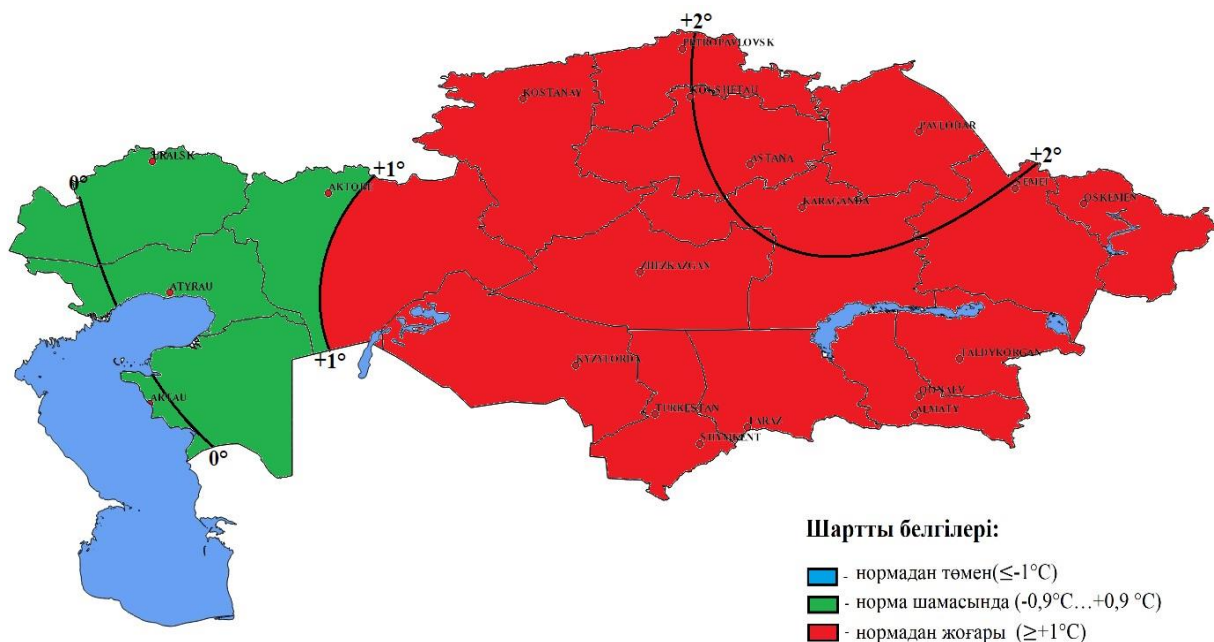 +2°
PETROPAVLOVSK
KOSTANAY
KOKSHETAU
PAVLODAR
URALSK
ASTANA
+2°
0°
+1°
AKTOBE
SEMEI
OSKEMEN
KARAGANDA
ZHEZKAZGAN
ATYRAU
+1°
KYZYLORDA
TALDYKORGAN
AKTAU
QONAEV
TURKESTAN
ALMATY
TARAZ
SHYMKENT
0°
Шартты белгілері:
- нормадан төмен(≤-1°C)
- норма шамасында (-0,9°C…+0,9 °C)
- нормадан жоғары (≥+1°C)